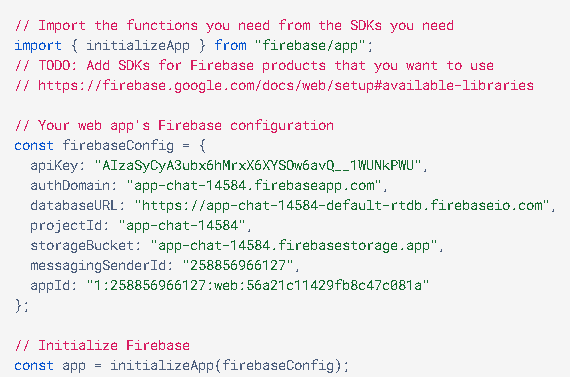 // Import the functions you need from the SDKs you need
import { initializeApp } from "firebase/app";
// TODO: Add SDKs for Firebase products that you want to use
// https://firebase.google.com/docs/web/setup#available-libraries
// Your web app's Firebase configuration
const firebaseConfig = {
apiKey: "AIzaSyCyA3ubx6hMrxX6XYSOw6avQ__1WUNkPWU",
authDomain: "app-chat-14584.firebaseapp.com",
databaseURL: "https://app-chat-14584-default-rtdb.firebaseio.com",
projectId: "app-chat-14584",
storageBucket: "app-chat-14584.firebasestorage.app",
messagingSenderId: "258856966127",
appId: "1:258856966127:web:56a21c11429fb8c47c081a"
};
// Initialize Firebase
const app = initializeApp(firebaseConfig);